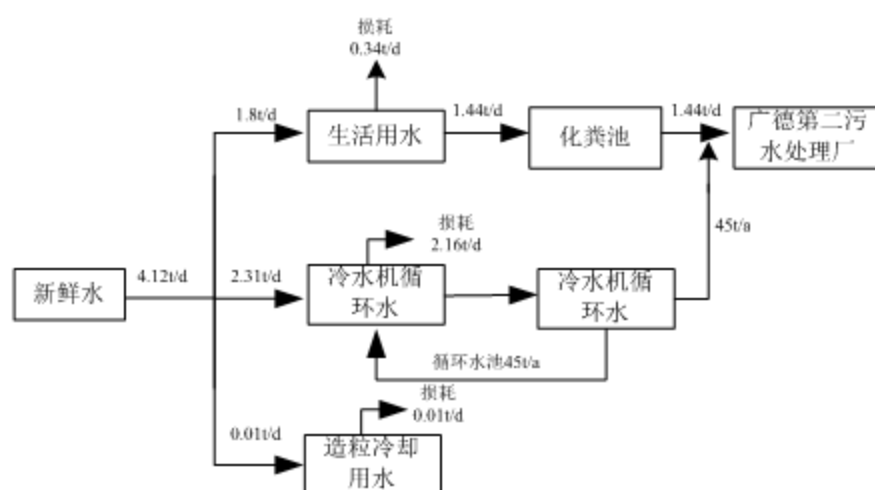 损耗
0.34t/d
1.8t/d
生活用水
1.44t/d
化粪池
1.44t/d
广德第二污
水处理厂
损耗
2.16t/d
45t/a
新鲜水
4.12t/d
2.31t/d
冷水机循
环水
冷水机循
环水
循环水池45t/a
损耗
0.01t/d
0.01t/d
造粒冷却
用水